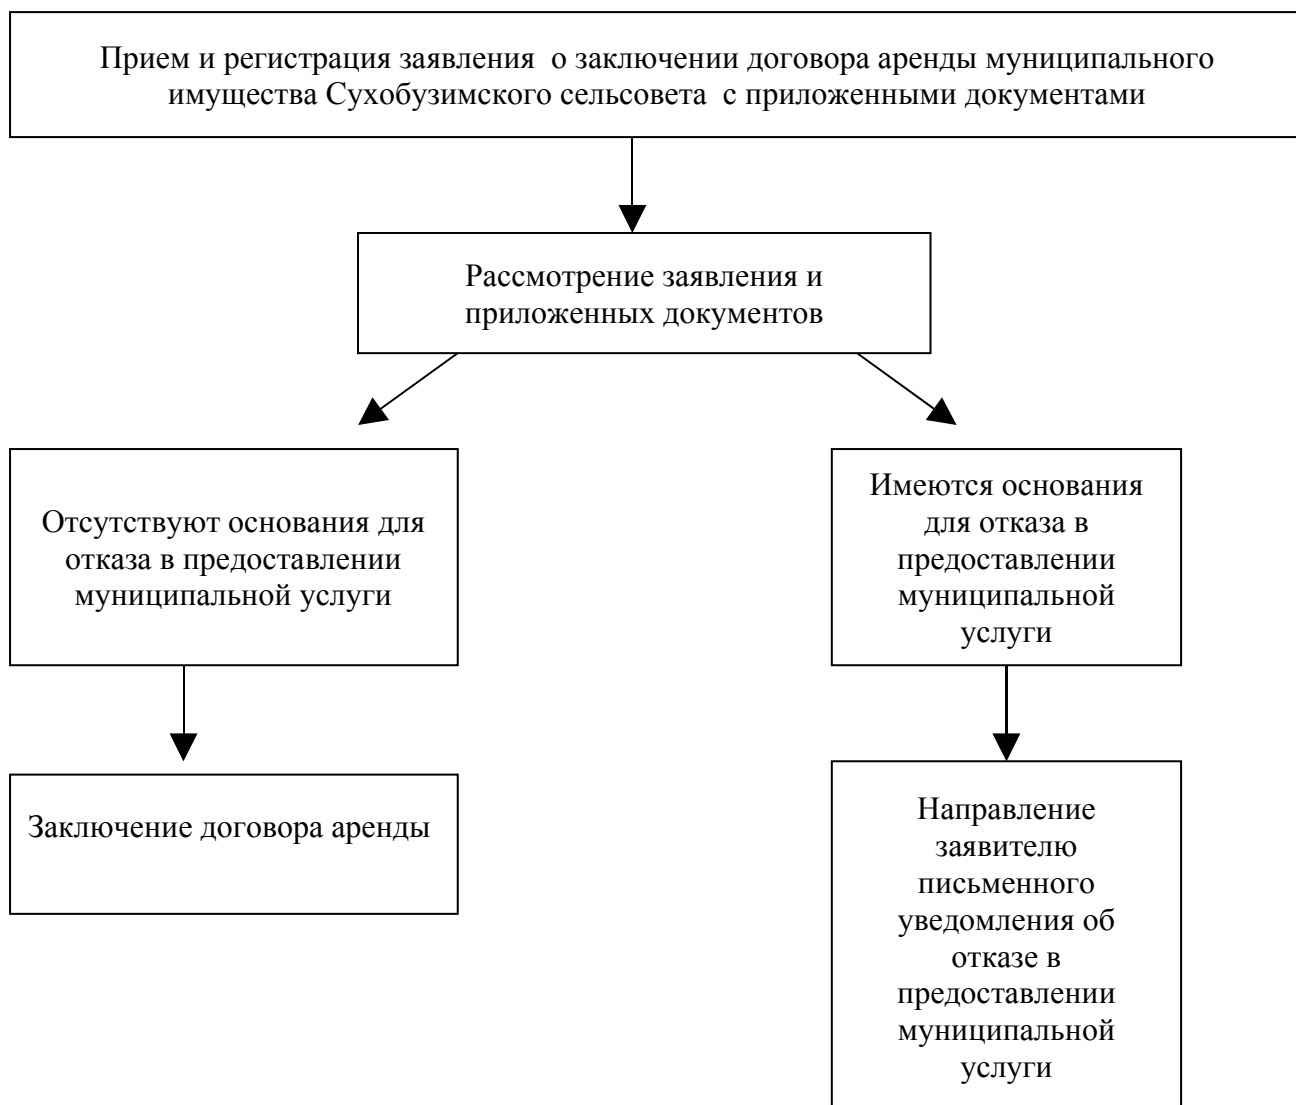 Прием и регистрация заявления о заключении договора аренды муниципального
имущества Сухобузимского сельсовета с приложенными документами
Рассмотрение заявления и
приложенных документов
Отсутствуют основания для
отказа в предоставлении
муниципальной услуги
Имеются основания
для отказа в
предоставлении
муниципальной
услуги
Заключение договора аренды
Направление
заявителю
письменного
уведомления об
отказе в
предоставлении
муниципальной
услуги